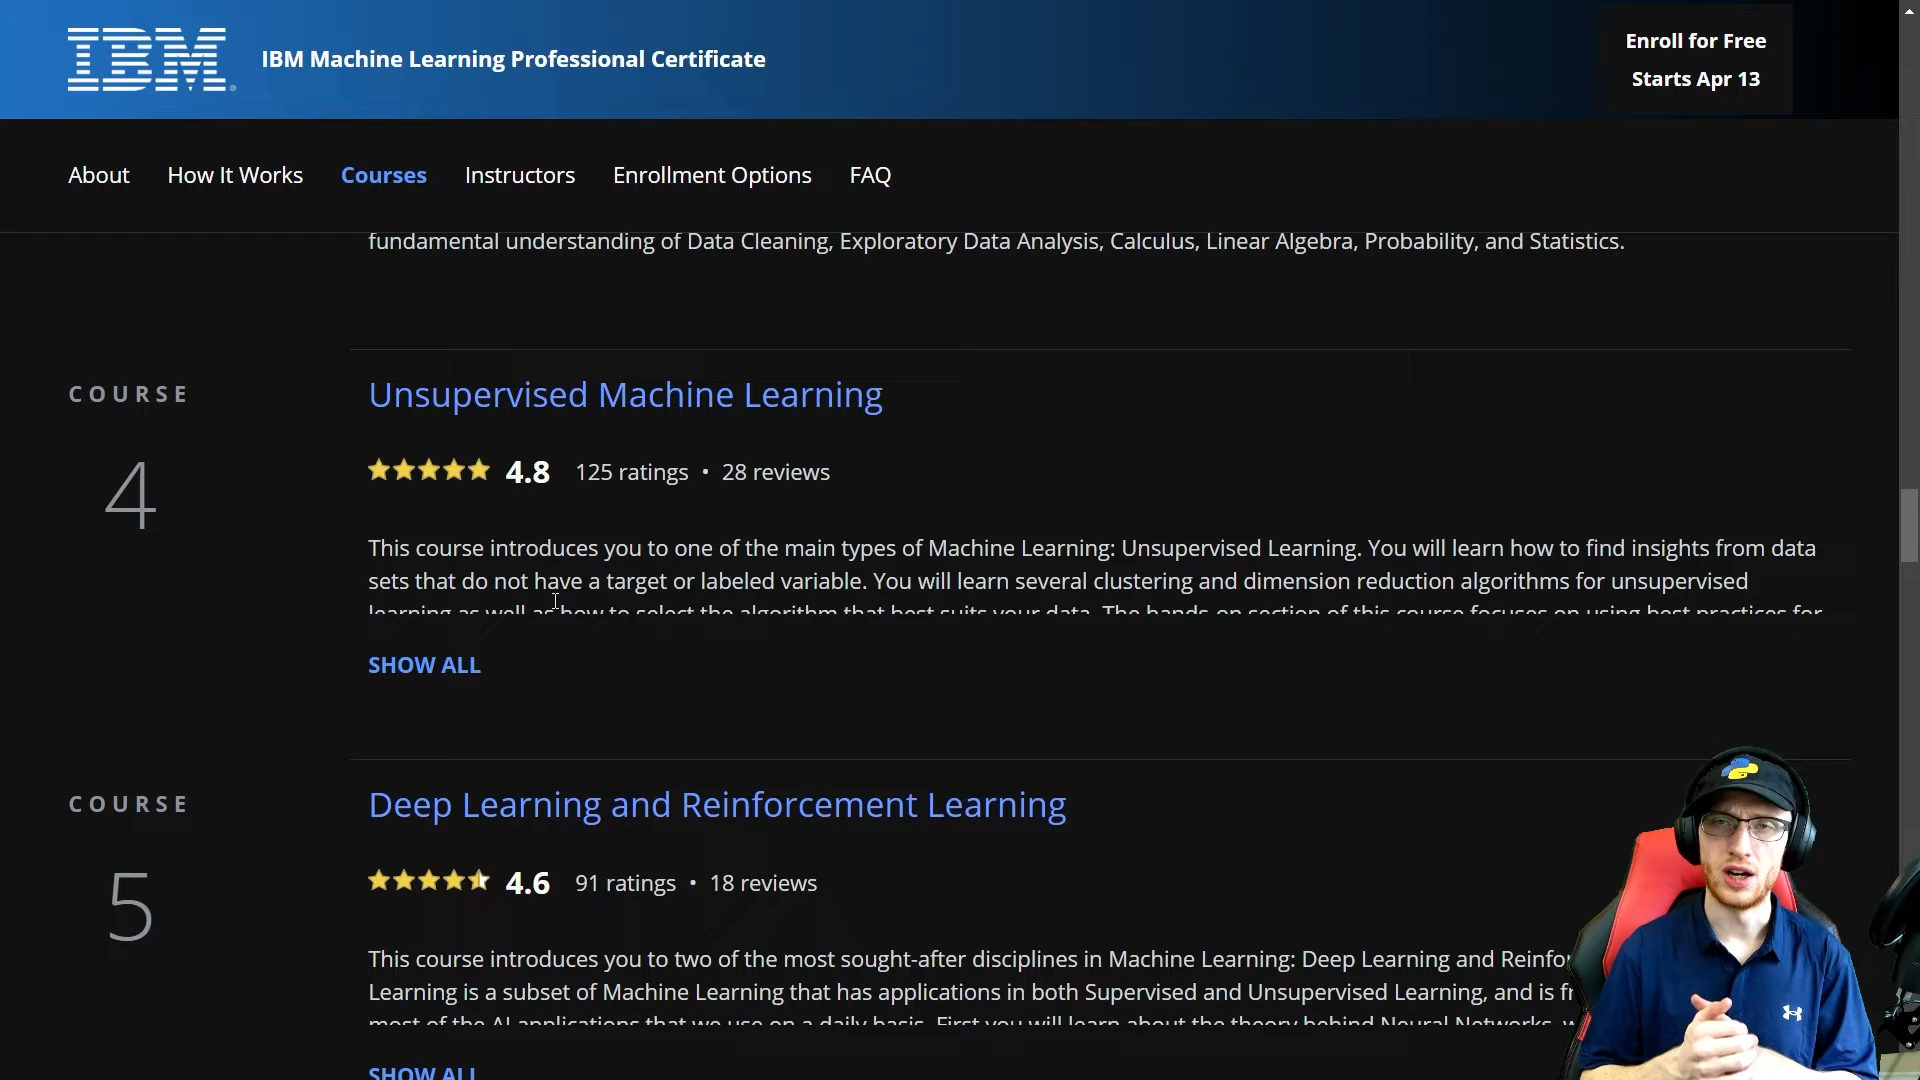 IBM
IBM Machine Learning Professional Certificate
Enroll for Free
Starts Apr 13
About How It Works Courses Instructors Enrollment Options FAQ
fundamental understanding of Data Cleaning, Exploratory Data Analysis, Calculus, Linear Algebra, Probability, and Statistics.
COURSE
4
Unsupervised Machine Learning
4.8 125 ratings • 28 reviews
This course introduces you to one of the main types of Machine Learning: Unsupervised Learning. You will learn how to find insights from data
sets that do not have a target or labeled variable. You will learn several clustering and dimension reduction algorithms for unsupervised
learning as well as how to select the algorithm that best suits your data. The hands-on section of this course focuses on using best practices for
SHOW ALL
COURSE
5
Deep Learning and Reinforcement Learning
4.6 91 ratings • 18 reviews
This course introduces you to two of the most sought-after disciplines in Machine Learning: Deep Learning and
Learning is a subset of Machine Learning that has applications in both Supervised and Unsupervised Learning, and is
most of the AI applications that we use on a daily basis. First you will learn about the theory behind Neural Networks,
SHOW ALL